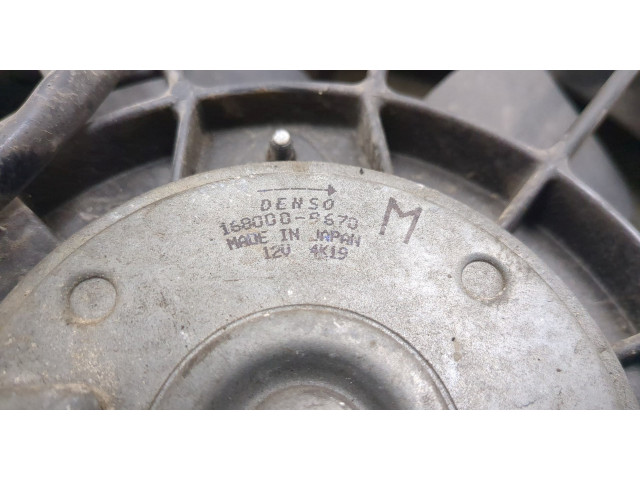 DENSO
168000-9670
MADE IN JAPAN
12V 4K19
M